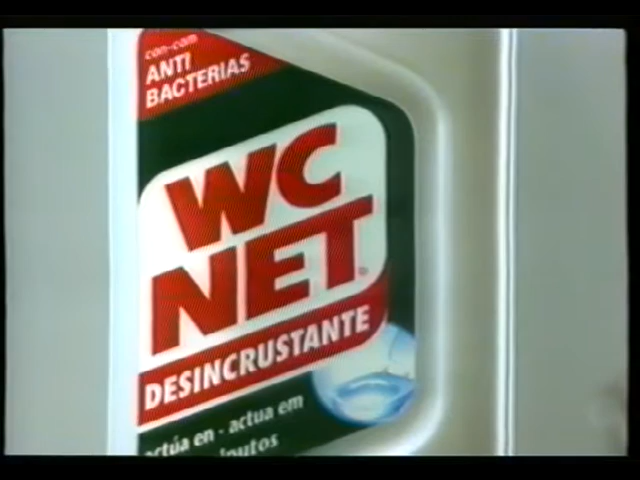 con-com
ANTI
BACTERIAS
WC
NET®
DESINCRUSTANTE
actúa en - actua em